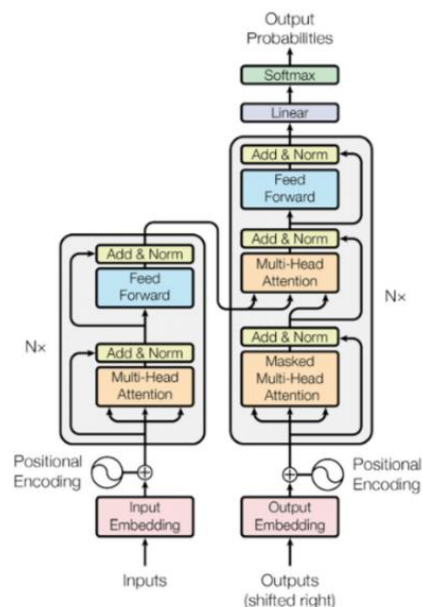 Output
Probabilities
Softmax
Linear
Add & Norm
Feed
Forward
Add & Norm
Multi-Head
Attention
Add & Norm
Masked
Multi-Head
Attention
N×
Positional
Encoding
Output
Embedding
Outputs
(shifted right)
Add & Norm
Feed
Forward
Add & Norm
Multi-Head
Attention
N×
Positional
Encoding
Input
Embedding
Inputs